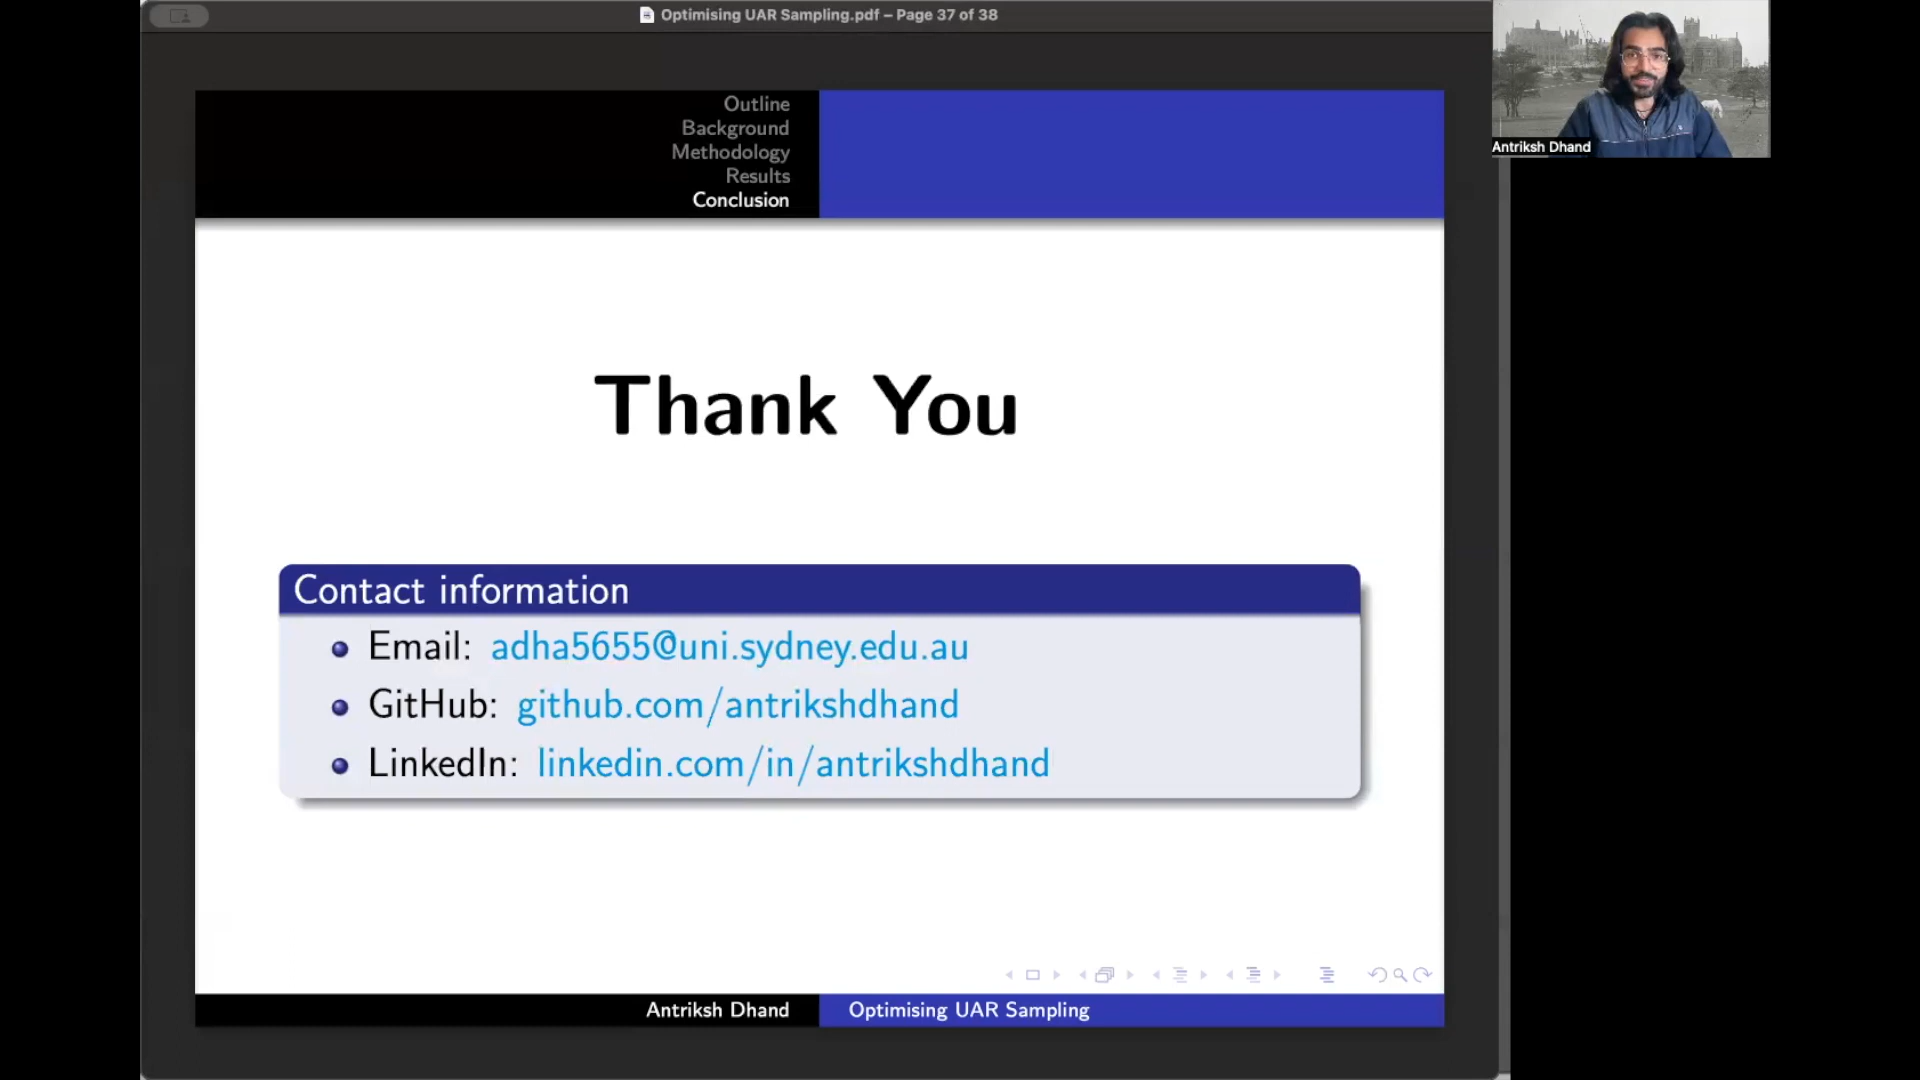 Optimising UAR Sampling.pdf – Page 37 of 38
Antriksh Dhand
Outline
Background
Methodology
Results
Conclusion
Thank You
Contact information
Email: adha5655@uni.sydney.edu.au
GitHub: github.com/antrikshdhand
LinkedIn: linkedin.com/in/antrikshdhand
Antriksh Dhand
Optimising UAR Sampling